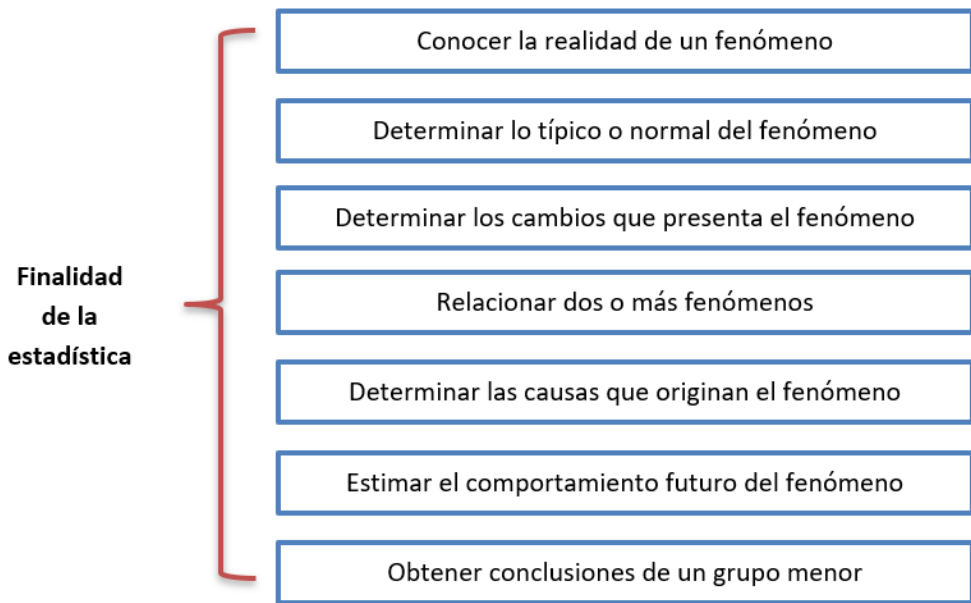 Finalidad
de la
estadística
Conocer la realidad de un fenómeno
Determinar lo típico o normal del fenómeno
Determinar los cambios que presenta el fenómeno
Relacionar dos o más fenómenos
Determinar las causas que originan el fenómeno
Estimar el comportamiento futuro del fenómeno
Obtener conclusiones de un grupo menor